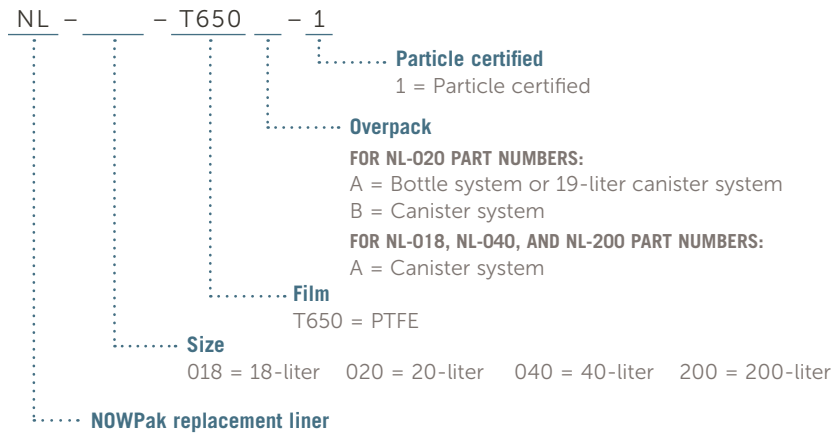 NL – – T650 – 1
Particle certified
1 = Particle certified
Overpack
FOR NL-020 PART NUMBERS:
A = Bottle system or 19-liter canister system
B = Canister system
FOR NL-018, NL-040, AND NL-200 PART NUMBERS:
A = Canister system
Film
T650 = PTFE
Size
018 = 18-liter 020 = 20-liter 040 = 40-liter 200 = 200-liter
NOWPak replacement liner